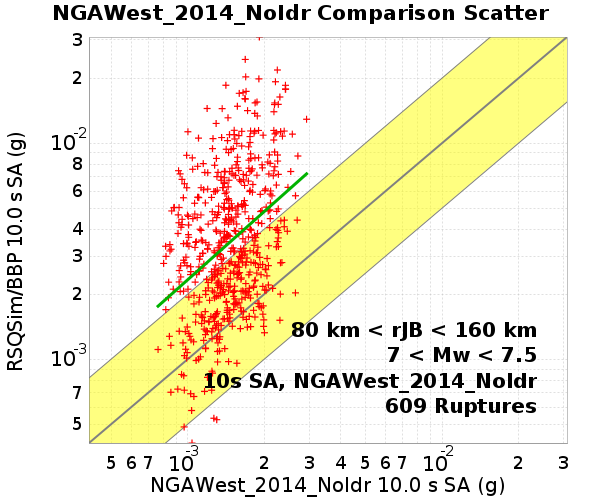 NGAWest_2014_NoIdr Comparison Scatter
3
2
10-2
8
6
4
3
2
10-3
7
5
RSQSim/BBP 10.0 s SA (g)
80 km < rJB < 160 km
7 < Mw < 7.5
10s SA, NGAWest_2014_NoIdr
609 Ruptures
5 6 7 10-3 2 3 4 5 6 7 10-2 2 3
NGAWest_2014_NoIdr 10.0 s SA (g)